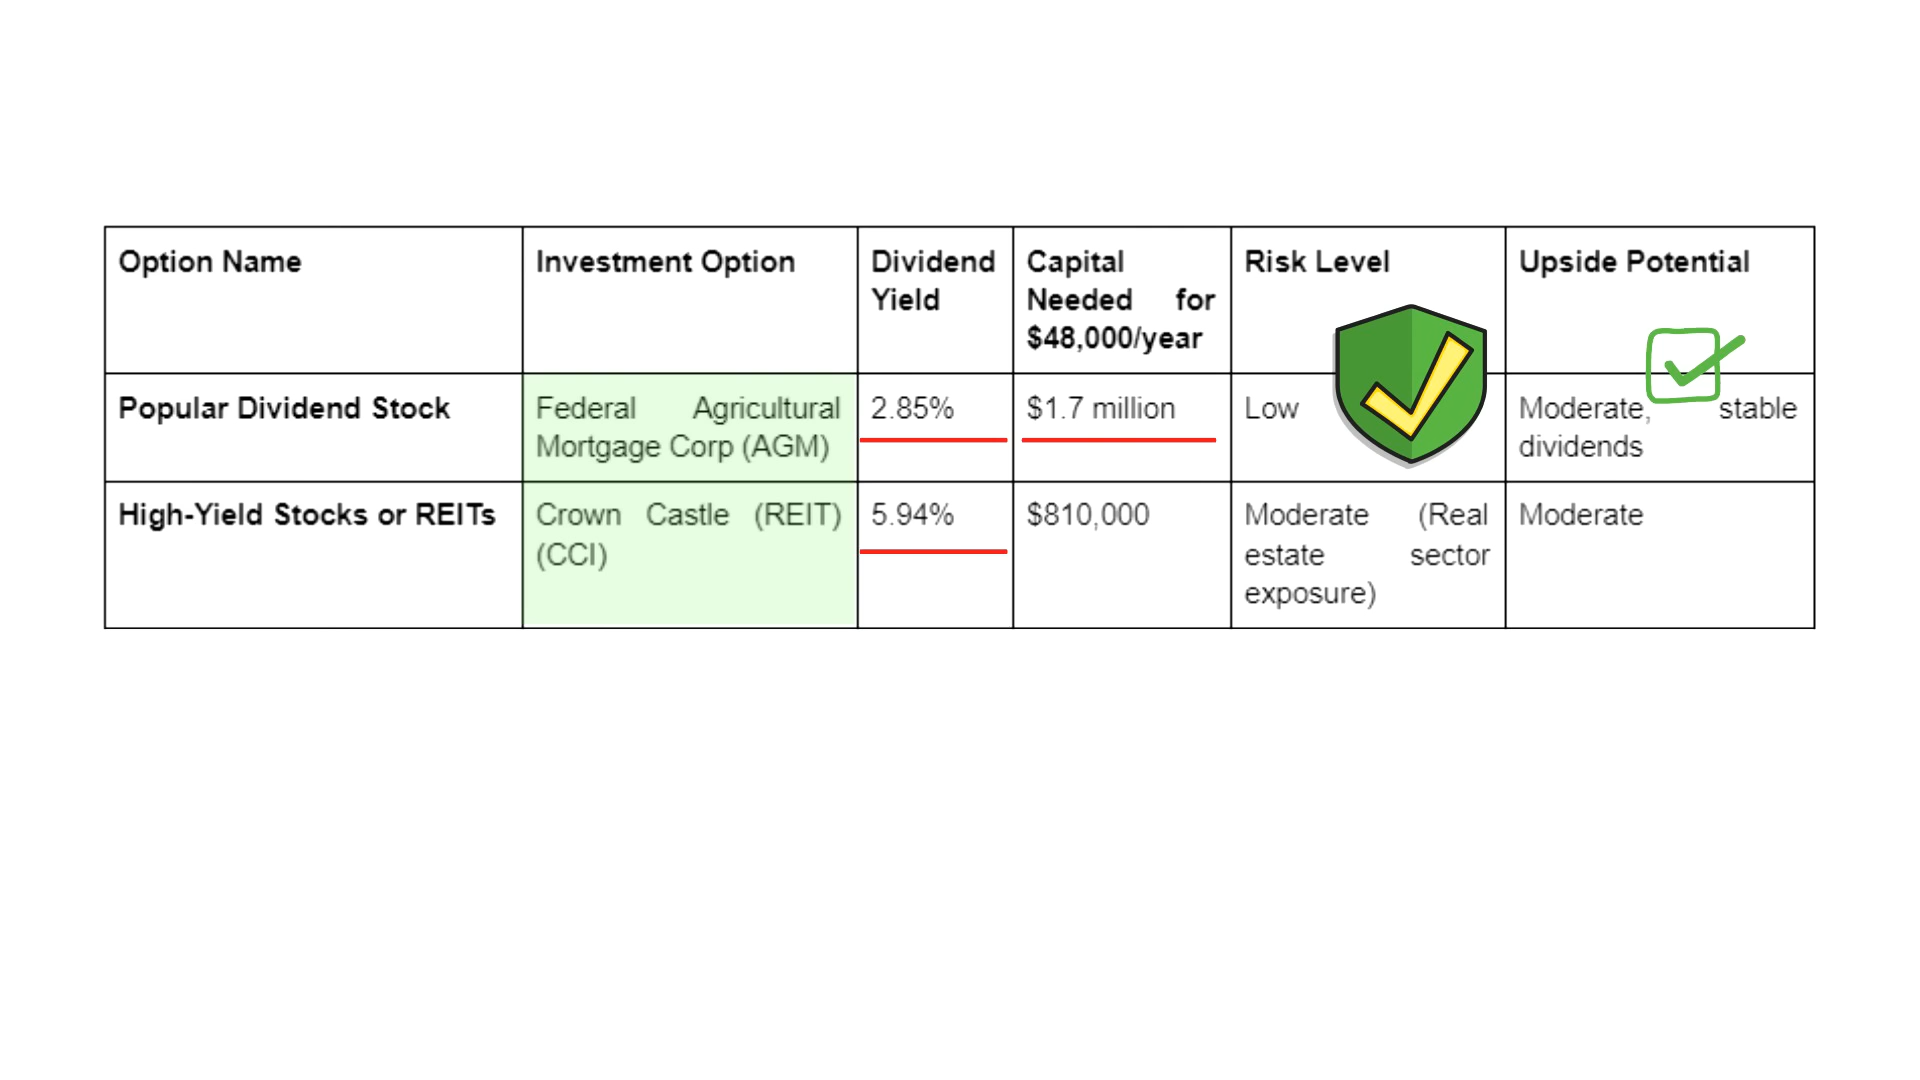 Option Name
Investment Option
Dividend
Yield
Capital
Needed for
$48,000/year
Risk Level
Upside Potential
Popular Dividend Stock
Federal Agricultural
Mortgage Corp (AGM)
2.85%
$1.7 million
Low
Moderate, stable
dividends
High-Yield Stocks or REITs
Crown Castle (REIT)
(CCI)
5.94%
$810,000
Moderate (Real
estate sector
exposure)
Moderate